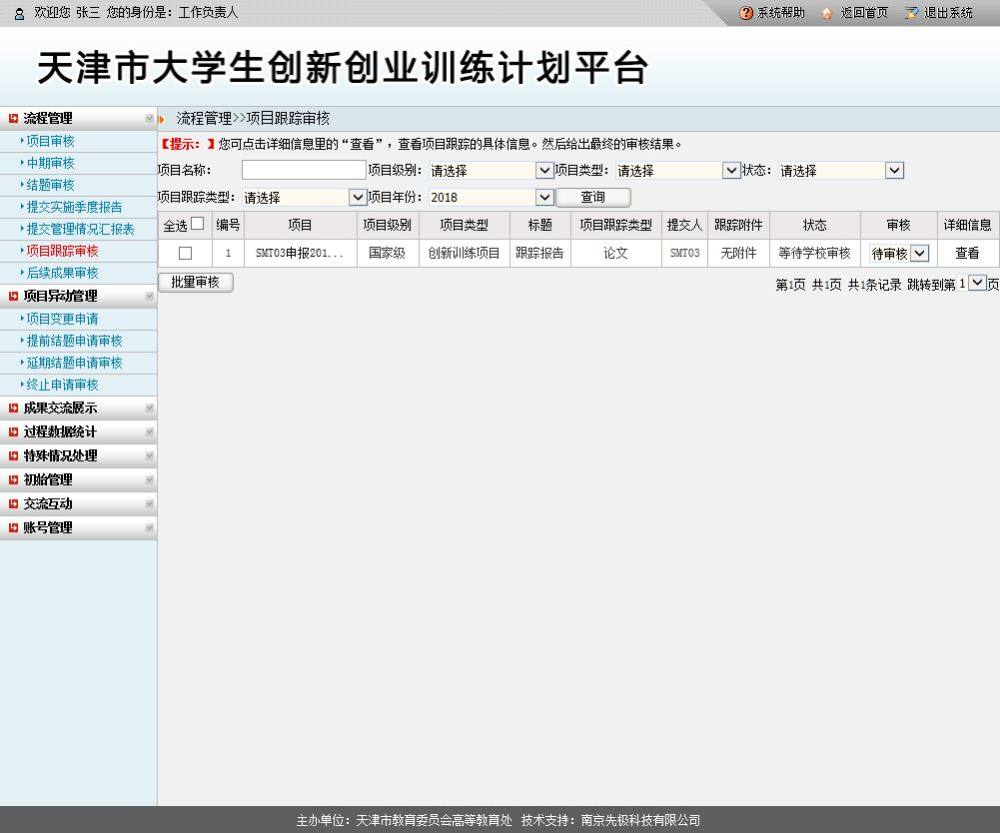 欢迎您 张三 您的身份是：工作负责人 系统帮助 返回首页 退出系统
天津市大学生创新创业训练计划平台
流程管理
项目审核
中期审核
结题审核
提交实施季度报告
提交管理情况汇报表
项目跟踪审核
后续成果审核
项目异动管理
项目变更申请
提前结题申请审核
延期结题申请审核
终止申请审核
成果交流展示
过程数据统计
特殊情况处理
初始管理
交流互动
账号管理
流程管理>>项目跟踪审核
【提示：】您可点击详细信息里的“查看”，查看项目跟踪的具体信息。然后给出最终的审核结果。
项目名称： 项目级别：请选择 项目类型：请选择 状态：请选择
项目跟踪类型：请选择 项目年份：2018 查询
全选 编号 项目 项目级别 项目类型 标题 项目跟踪类型 提交人 跟踪附件 状态 审核 详细信息
1 SMT03申报201... 国家级 创新训练项目 跟踪报告 论文 SMT03 无附件 等待学校审核 待审核 查看
批量审核
第1页 共1页 共1条记录 跳转到第 1 页
主办单位：天津市教育委员会高等教育处 技术支持：南京先极科技有限公司